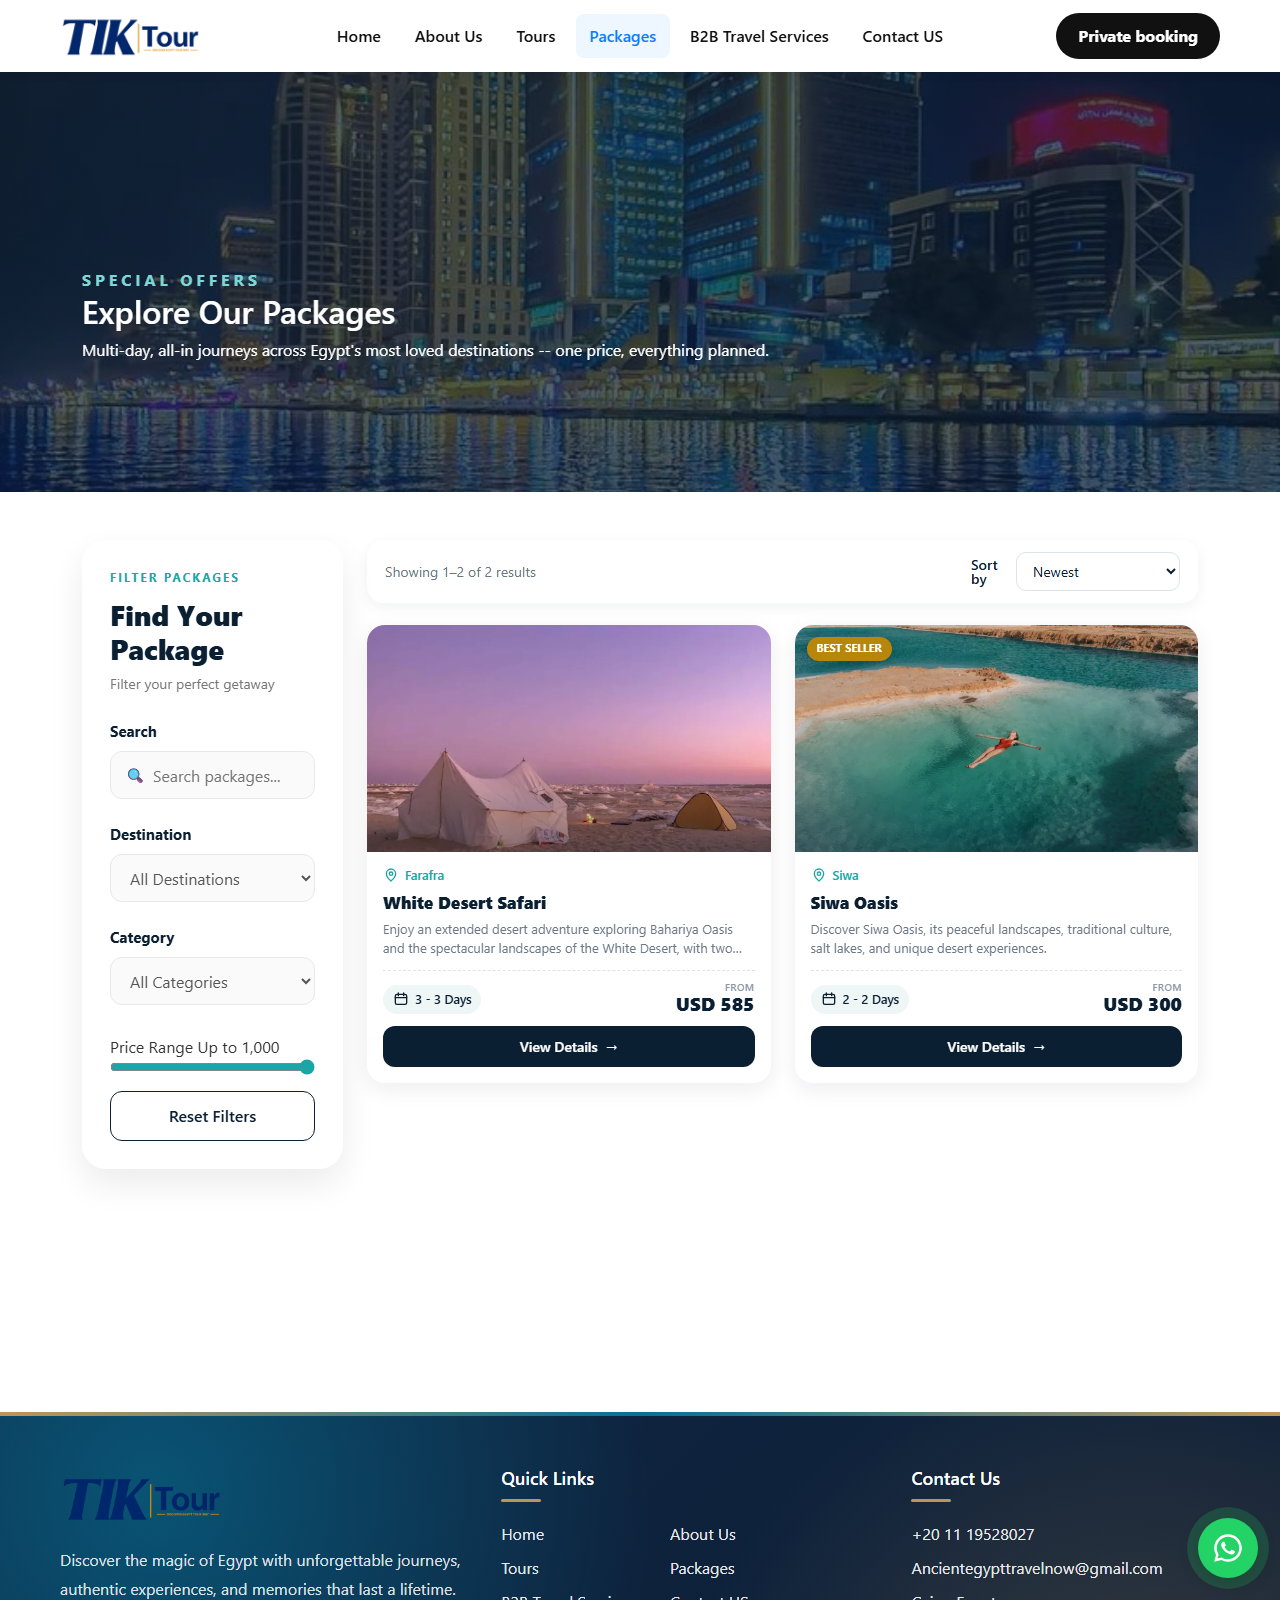 TIK Tour
Home
About Us
Tours
Packages
B2B Travel Services
Contact US
Private booking
SPECIAL OFFERS
Explore Our Packages
Multi-day, all-in journeys across Egypt's most loved destinations -- one price, everything planned.
FILTER PACKAGES
Find Your
Package
Filter your perfect getaway
Search
Search packages...
Destination
All Destinations
Category
All Categories
Price Range Up to 1,000
Reset Filters
Showing 1–2 of 2 results
Sort
by
Newest
Farafra
White Desert Safari
Enjoy an extended desert adventure exploring Bahariya Oasis
and the spectacular landscapes of the White Desert, with two...
3 - 3 Days
FROM
USD 585
View Details →
BEST SELLER
Siwa
Siwa Oasis
Discover Siwa Oasis, its peaceful landscapes, traditional culture,
salt lakes, and unique desert experiences.
2 - 2 Days
FROM
USD 300
View Details →
TIK Tour
Discover the magic of Egypt with unforgettable journeys,
authentic experiences, and memories that last a lifetime.
Quick Links
Home
About Us
Tours
Packages
Contact Us
+20 11 19528027
Ancientegypttravelnow@gmail.com